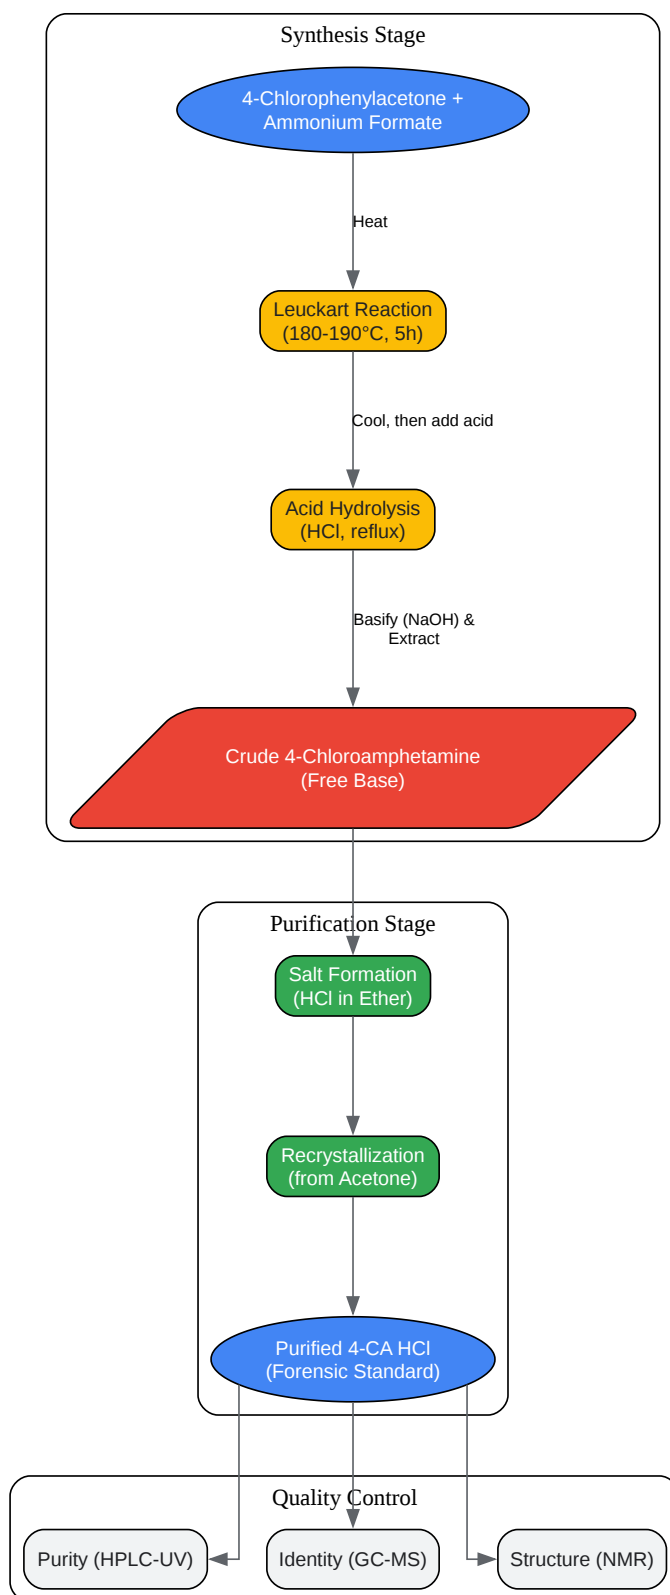 Synthesis Stage
4-Chlorophenylacetone +
Ammonium Formate
Heat
Leuckart Reaction
(180-190°C, 5h)
Cool, then add acid
Acid Hydrolysis
(HCl, reflux)
Basify (NaOH) &
Extract
Crude 4-Chloroamphetamine
(Free Base)
Purification Stage
Salt Formation
(HCl in Ether)
Recrystallization
(from Acetone)
Purified 4-CA HCl
(Forensic Standard)
Quality Control
Purity (HPLC-UV)
Identity (GC-MS)
Structure (NMR)